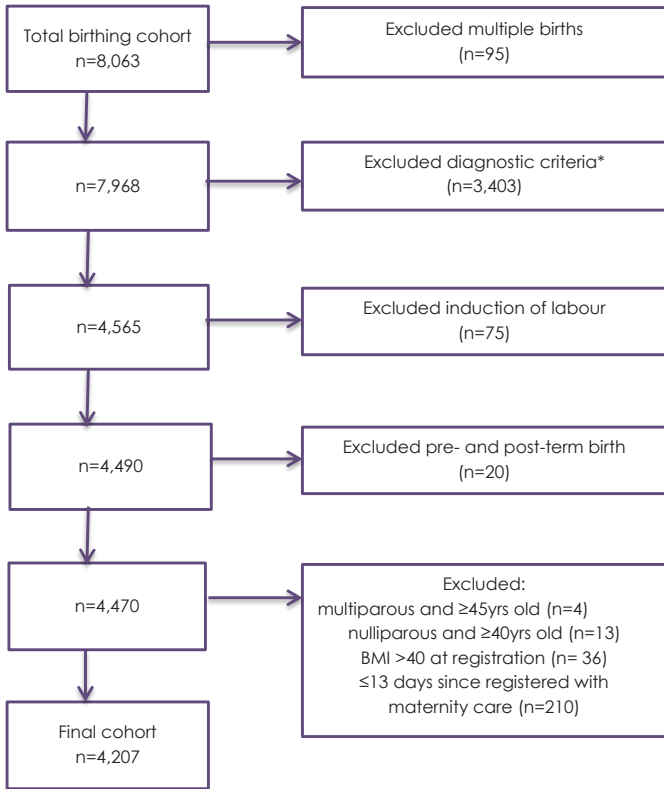 Total birthing cohort
n=8,063
Excluded multiple births
(n=95)
n=7,968
Excluded diagnostic criteria*
(n=3,403)
n=4,565
Excluded induction of labour
(n=75)
n=4,490
Excluded pre- and post-term birth
(n=20)
n=4,470
Excluded:
multiparous and ≥45yrs old (n=4)
nulliparous and ≥40yrs old (n=13)
BMI >40 at registration (n= 36)
≤13 days since registered with
maternity care (n=210)
Final cohort
n=4,207